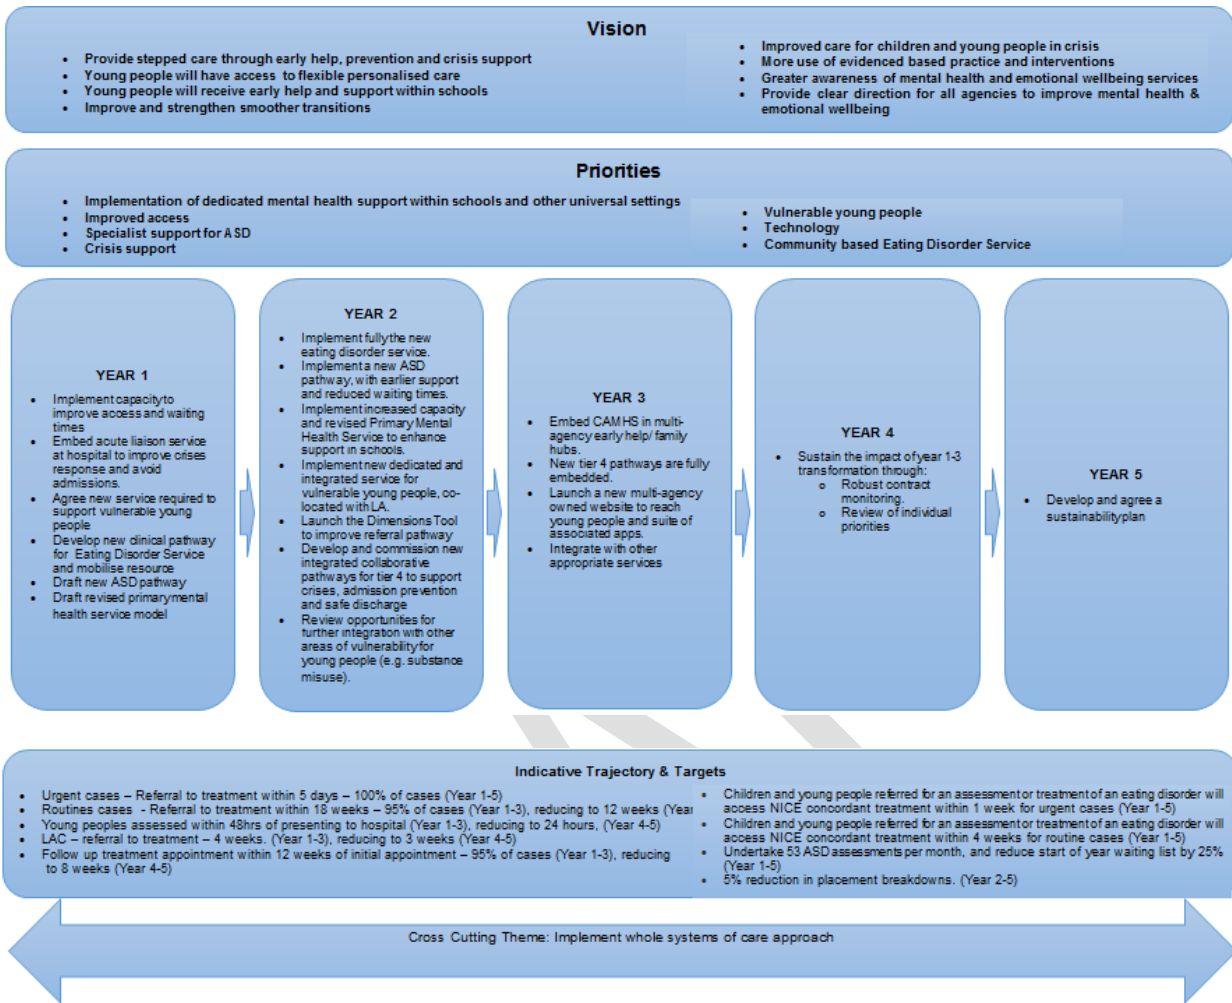 Vision
• Provide stepped care through early help, prevention and crisis support
• Young people will have access to flexible personalised care
• Young people will receive early help and support within schools
• Improve and strengthen smoother transitions
• Improved care for children and young people in crisis
• More use of evidenced based practice and interventions
• Greater awareness of mental health and emotional wellbeing services
• Provide clear direction for all agencies to improve mental health &
emotional wellbeing
Priorities
• Implementation of dedicated mental health support within schools and other universal settings
• Improved access
• Specialist support for ASD
• Crisis support
• Vulnerable young people
• Technology
• Community based Eating Disorder Service
YEAR 1
• Implement capacity to
improve access and waiting
times
• Embed acute liaison service
at hospital to improve crises
response and avoid
admissions.
• Agree new service required to
support vulnerable young
people
• Develop new clinical pathway
for Eating Disorder Service
and mobilise resource
• Draft new ASD pathway
• Draft revised primary mental
health service model
YEAR 2
• Implement fully the new
eating disorder service.
• Implement a new ASD
pathway, with earlier support
and reduced waiting times.
• Implement increased capacity
and revised Primary Mental
Health Service to enhance
support in schools.
• Implement new dedicated and
integrated service for
vulnerable young people, co-
located with LA.
• Launch the Dimensions Tool
to improve referral pathway
• Develop and commission new
integrated collaborative
pathways for tier 4 to support
crises, admission prevention
and safe discharge
• Review opportunities for
further integration with other
areas of vulnerability for
young people (e.g. substance
misuse).
YEAR 3
• Embed CAMHS in multi-
agency early help/ family
hubs.
• New tier 4 pathways are fully
embedded.
• Launch a new multi-agency
owned website to reach
young people and suite of
associated apps.
• Integrate with other
appropriate services
YEAR 4
• Sustain the impact of year 1-3
transformation through:
o Robust contract
monitoring.
o Review of individual
priorities
YEAR 5
• Develop and agree a
sustainability plan
Indicative Trajectory & Targets
• Urgent cases – Referral to treatment within 5 days – 100% of cases (Year 1-5)
• Routines cases - Referral to treatment within 18 weeks – 95% of cases (Year 1-3), reducing to 12 weeks (Year
• Young peoples assessed within 48hrs of presenting to hospital (Year 1-3), reducing to 24 hours, (Year 4-5)
• LAC – referral to treatment – 4 weeks. (Year 1-3), reducing to 3 weeks (Year 4-5)
• Follow up treatment appointment within 12 weeks of initial appointment – 95% of cases (Year 1-3), reducing
to 8 weeks (Year 4-5)
• Children and young people referred for an assessment or treatment of an eating disorder will
access NICE concordant treatment within 1 week for urgent cases (Year 1-5)
• Children and young people referred for an assessment or treatment of an eating disorder will
access NICE concordant treatment within 4 weeks for routine cases (Year 1-5)
• Undertake 53 ASD assessments per month, and reduce start of year waiting list by 25%
(Year 1-5)
• 5% reduction in placement breakdowns. (Year 2-5)
Cross Cutting Theme: Implement whole systems of care approach